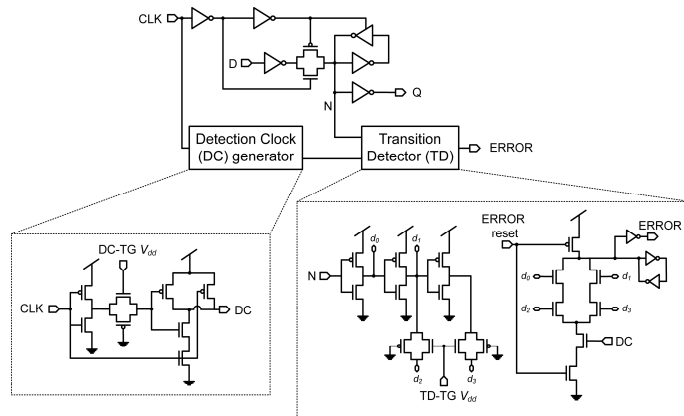 CLK
D
Q
N
Detection Clock
(DC) generator
Transition
Detector (TD)
ERROR
DC-TG Vdd
CLK
DC
N
d0
d1
d2
d3
TD-TG Vdd
ERROR
reset
ERROR
d0
d1
d2
d3
DC